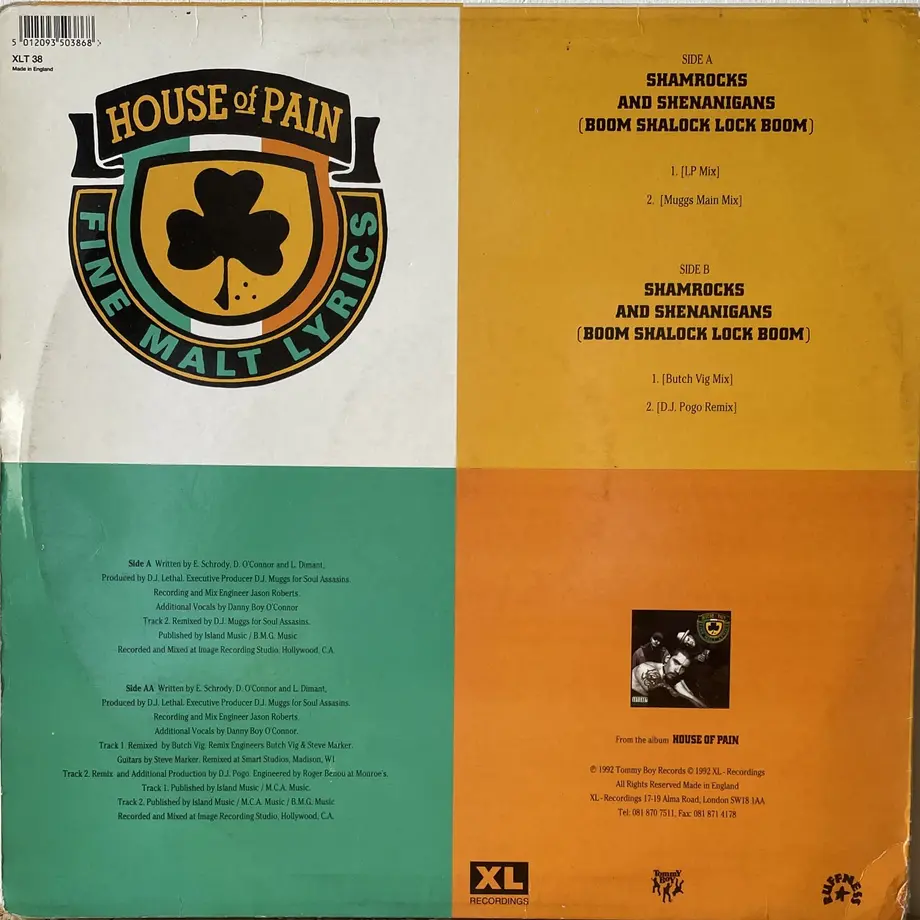 5 012093 503868 >
XLT 38
Made in England
HOUSE of PAIN
FINE MALT LYRICS
SIDE A
SHAMROCKS
AND SHENANIGANS
(BOOM SHALOCK LOCK BOOM)
1. [LP Mix]
2. [Muggs Main Mix]
SIDE B
SHAMROCKS
AND SHENANIGANS
(BOOM SHALOCK LOCK BOOM)
1. [Butch Vig Mix]
2. [D.J. Pogo Remix]
Side A Written by E. Schrody, D. O'Connor and L. Dimant,
Produced by D.J. Lethal. Executive Producer D.J. Muggs for Soul Assasins.
Recording and Mix Engineer Jason Roberts.
Additional Vocals by Danny Boy O'Connor
Track 2. Remixed by D.J. Muggs for Soul Assasins.
Published by Island Music / B.M.G. Music
Recorded and Mixed at Image Recording Studio, Hollywood, C.A.
Side AA Written by E. Schrody, D. O'Connor and L. Dimant,
Produced by D.J. Lethal. Executive Producer D.J. Muggs for Soul Assasins.
Recording and Mix Engineer Jason Roberts
Additional Vocals by Danny Boy O'Connor.
Track 1. Remixed by Butch Vig: Remix Engineers Butch Vig & Steve Marker.
Guitars by Steve Marker. Remixed at Smart Studios, Madison, W1
Track 2. Remix and Additional Production by D.J. Pogo. Engineered by Roger Benou at Monroe's.
Track 1. Published by Island Music / M.C.A. Music.
Track 2. Published by Island Music / M.C.A. Music / B.M.G. Music
Recorded and Mixed at Image Recording Studio, Hollywood, C.A.
HOUSE of PAIN
From the album HOUSE OF PAIN
℗ 1992 Tommy Boy Records © 1992 XL-Recordings
All Rights Reserved Made in England
XL-Recordings 17-19 Alma Road, London SW18 1AA
Tel: 081 870 7511, Fax: 081 871 4178
XL
RECORDINGS
Tommy
Boy
RUFFNESS